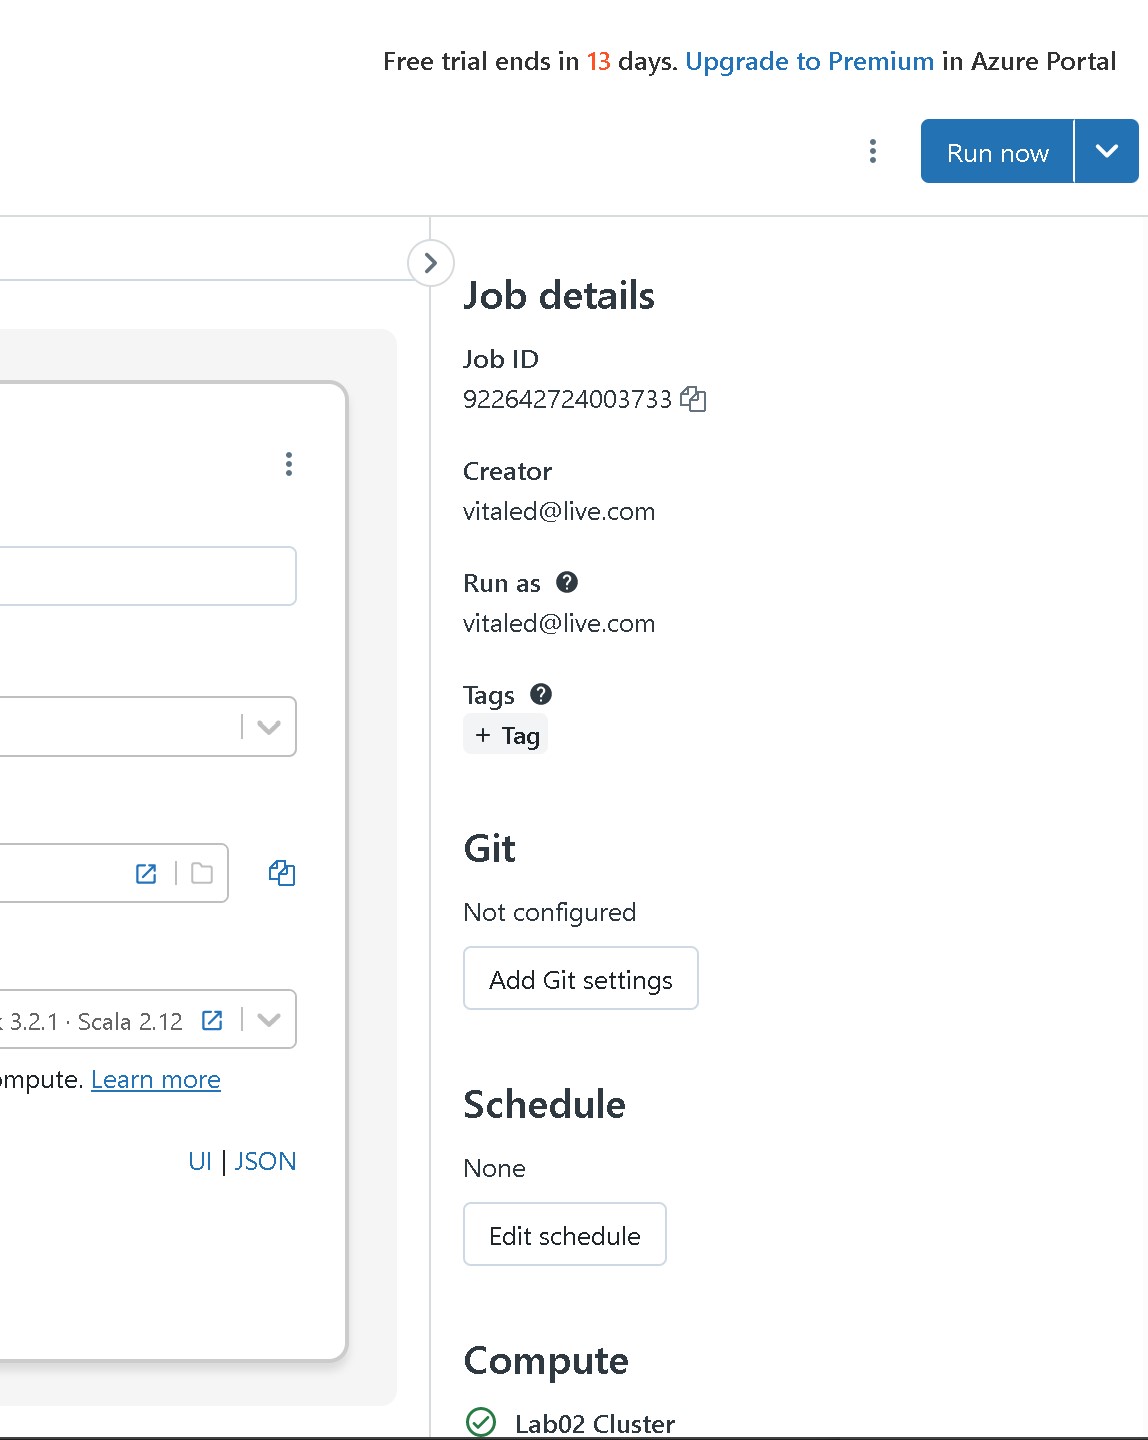 Free trial ends in 13 days. Upgrade to Premium in Azure Portal
Run now
Job details
Job ID
922642724003733
Creator
vitaled@live.com
Run as
vitaled@live.com
Tags
+ Tag
Git
Not configured
Add Git settings
3.2.1 · Scala 2.12
Learn more
UI | JSON
Schedule
None
Edit schedule
Compute
Lab02 Cluster